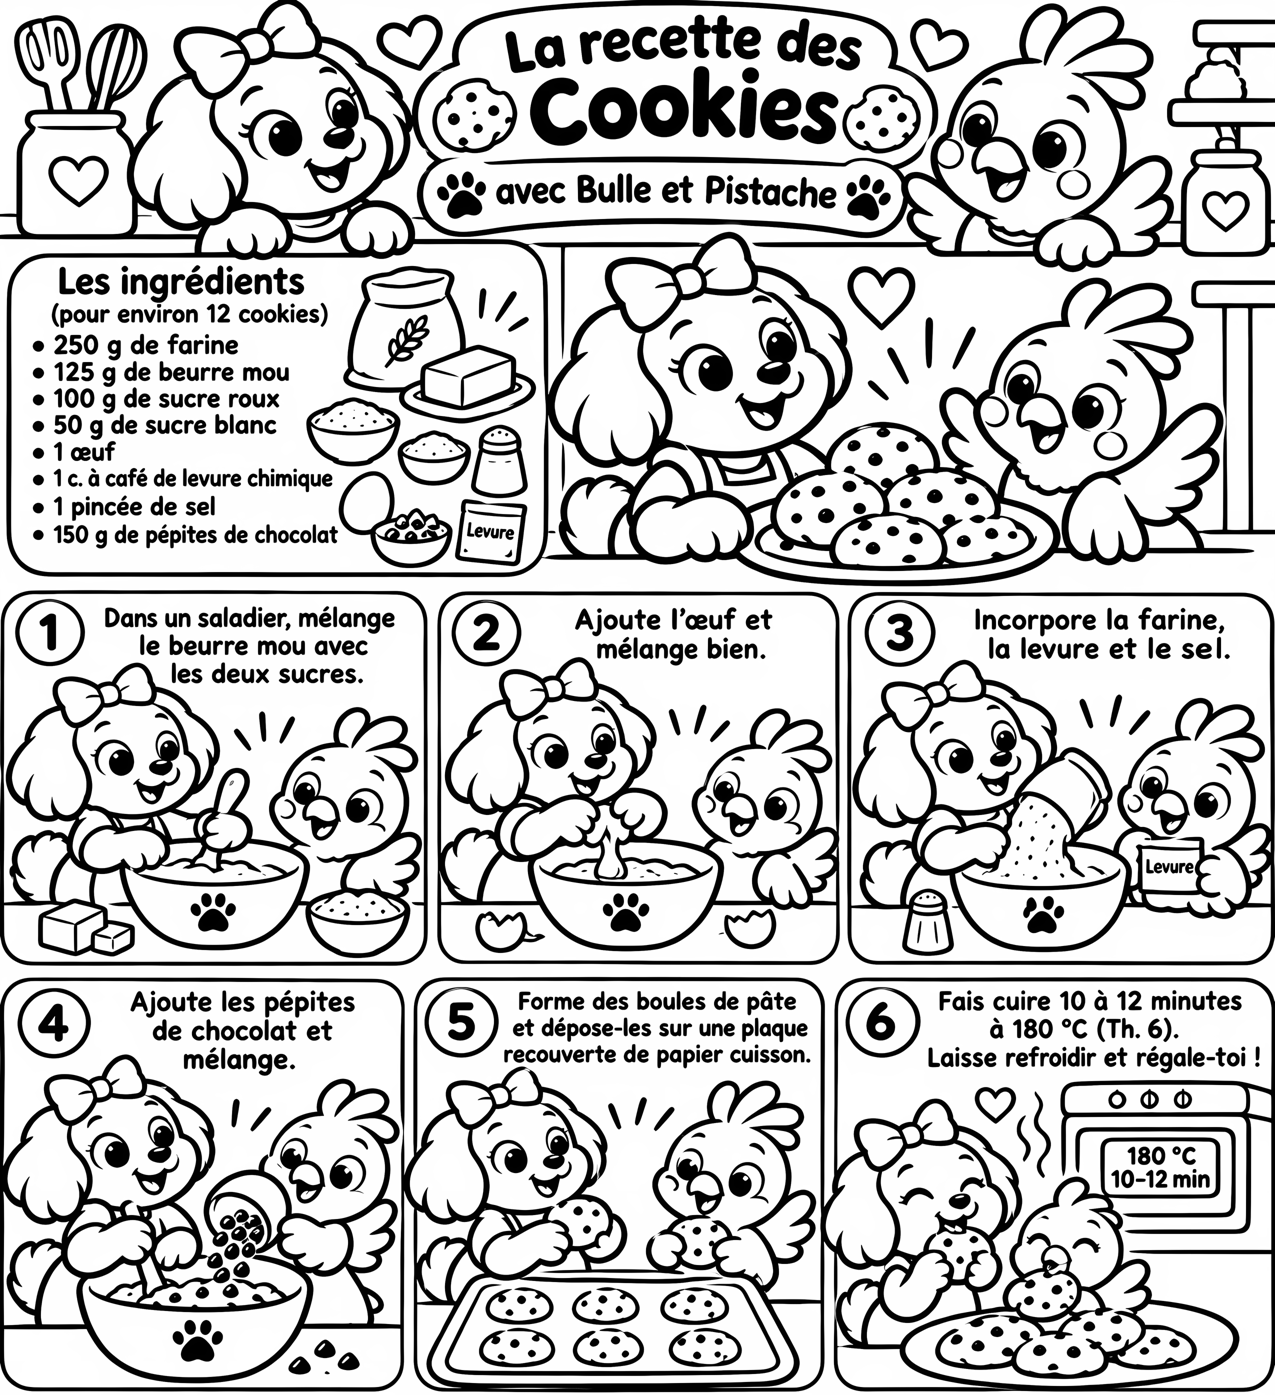 La recette des
Cookies
avec Bulle et Pistache
Les ingrédients
(pour environ 12 cookies)
• 250 g de farine
• 125 g de beurre mou
• 100 g de sucre roux
• 50 g de sucre blanc
• 1 œuf
• 1 c. à café de levure chimique
• 1 pincée de sel
• 150 g de pépites de chocolat
Levure
1
Dans un saladier, mélange
le beurre mou avec
les deux sucres.
2
Ajoute l'œuf et
mélange bien.
3
Incorpore la farine,
la levure et le sel.
Levure
4
Ajoute les pépites
de chocolat et
mélange.
5
Forme des boules de pâte
et dépose-les sur une plaque
recouverte de papier cuisson.
6
Fais cuire 10 à 12 minutes
à 180 °C (Th. 6).
Laisse refroidir et régale-toi !
180 °C
10-12 min